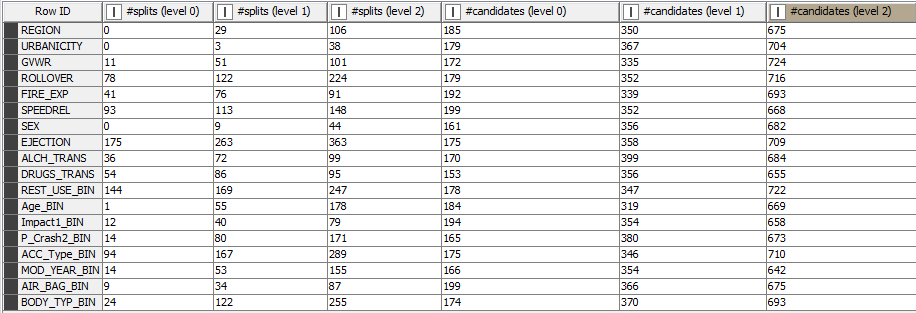 Row ID #splits (level 0) #splits (level 1) #splits (level 2) #candidates (level 0) #candidates (level 1) #candidates (level 2)
REGION 0 29 106 185 350 675
URBANICITY 0 3 38 179 367 704
GVWR 11 51 101 172 335 724
ROLLOVER 78 122 224 179 352 716
FIRE_EXP 41 76 91 192 339 693
SPEEDREL 93 113 148 199 352 668
SEX 0 9 44 161 356 682
EJECTION 175 263 363 175 358 709
ALCH_TRANS 36 72 99 170 399 684
DRUGS_TRANS 54 86 95 153 356 655
REST_USE_BIN 144 169 247 178 347 722
Age_BIN 1 55 178 184 319 669
Impact1_BIN 12 40 79 194 354 658
P_Crash2_BIN 14 80 171 165 380 673
ACC_Type_BIN 94 167 289 175 346 710
MOD_YEAR_BIN 14 53 155 166 354 642
AIR_BAG_BIN 9 34 87 199 366 675
BODY_TYP_BIN 24 122 255 174 370 693